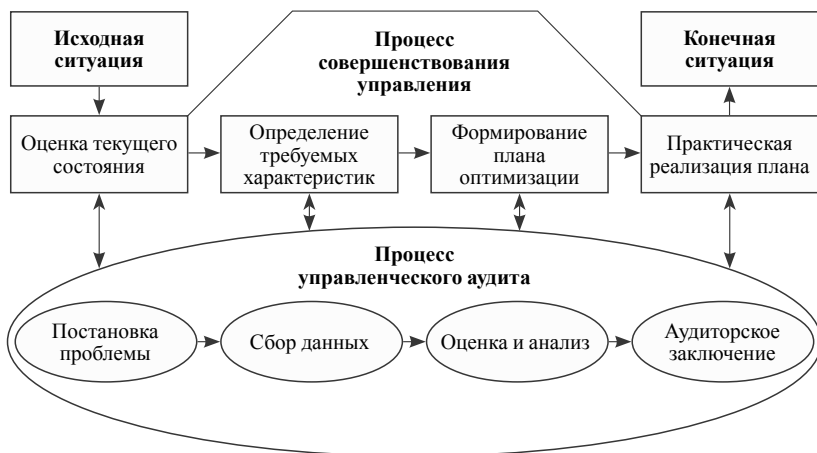 Исходная
ситуация
Процесс
совершенствования
управления
Конечная
ситуация
Оценка текущего
состояния
Определение
требуемых
характеристик
Формирование
плана
оптимизации
Практическая
реализация плана
Процесс
управленческого аудита
Постановка
проблемы
Сбор данных
Оценка и анализ
Аудиторское
заключение